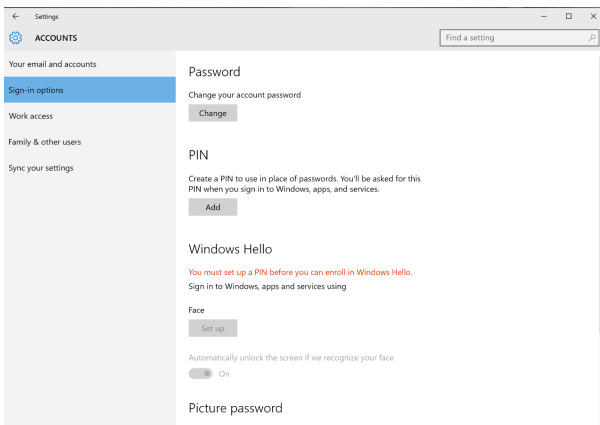 Settings
ACCOUNTS
Find a setting
Your email and accounts
Sign-in options
Work access
Family & other users
Sync your settings
Password
Change your account password
Change
PIN
Create a PIN to use in place of passwords. You'll be asked for this
PIN when you sign in to Windows, apps, and services.
Add
Windows Hello
You must set up a PIN before you can enroll in Windows Hello.
Sign in to Windows, apps and services using
Face
Set up
Automatically unlock the screen if we recognize your face
On
Picture password